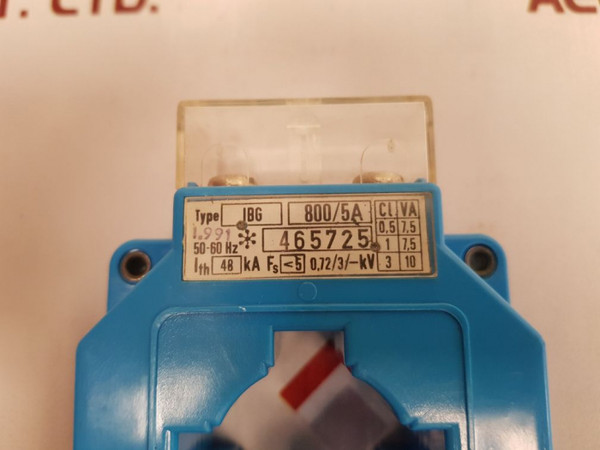 T. LTD.
Type IBG 800/5A Cl VA
0.5 7.5
1.991
50-60 Hz 465725 1 7.5
Ith 48 kA Fs <5 0,72/3/-kV 3 10